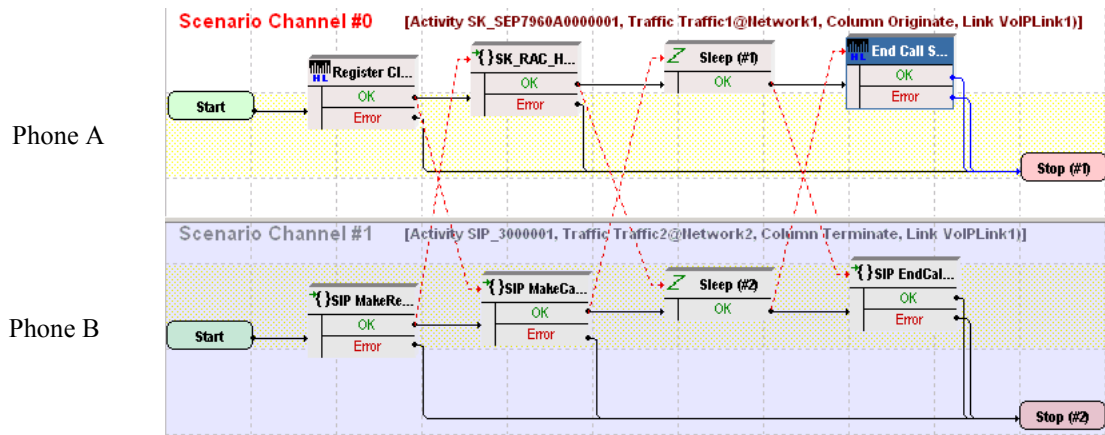 Scenario Channel #0 [Activity SK_SEP7960A0000001, Traffic Traffic1@Network1, Column Originate, Link VoIPLink1)]
Register Cl...
OK
Error
{}SK_RAC_H...
OK
Error
Sleep (#1)
OK
HL End Call S...
OK
Error
Start
Phone A
Stop (#1)
Scenario Channel #1 [Activity SIP_3000001, Traffic Traffic2@Network2, Column Terminate, Link VoIPLink1)]
{}SIP MakeRe...
OK
Error
{}SIP MakeCa...
OK
Error
Sleep (#2)
OK
{}SIP EndCal...
OK
Error
Phone B
Start
Stop (#2)